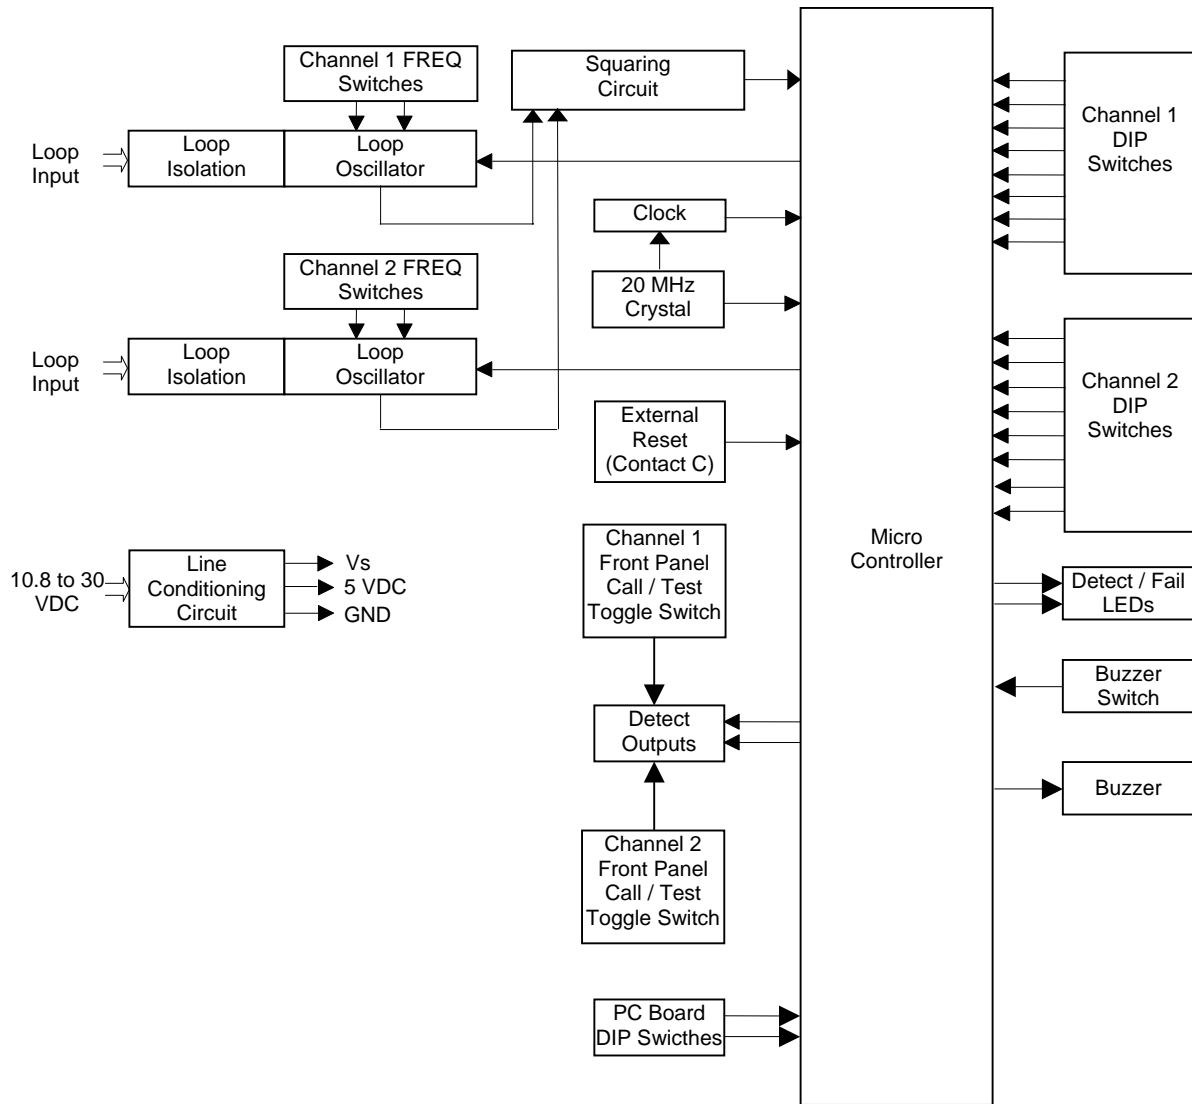 Channel 1 FREQ
Switches
Squaring
Circuit
Channel 1
DIP
Switches
Loop
Input
Loop
Isolation
Loop
Oscillator
Clock
Channel 2 FREQ
Switches
20 MHz
Crystal
Loop
Input
Loop
Isolation
Loop
Oscillator
Channel 2
DIP
Switches
External
Reset
(Contact C)
Micro
Controller
10.8 to 30
VDC
Line
Conditioning
Circuit
Vs
5 VDC
GND
Channel 1
Front Panel
Call / Test
Toggle Switch
Detect / Fail
LEDs
Buzzer
Switch
Detect
Outputs
Buzzer
Channel 2
Front Panel
Call / Test
Toggle Switch
PC Board
DIP Swicthes